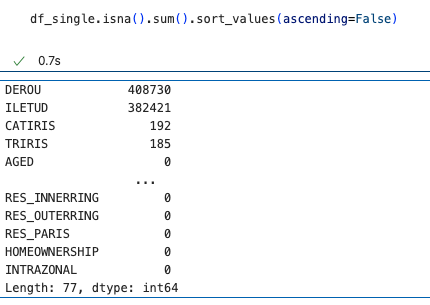 df_single.isna().sum().sort_values(ascending=False)
0.7s
DEROU 408730
ILETUD 382421
CATIRIS 192
TRIRIS 185
AGED 0
...
RES_INNERRING 0
RES_OUTERRING 0
RES_PARIS 0
HOMEOWNERSHIP 0
INTRAZONAL 0
Length: 77, dtype: int64